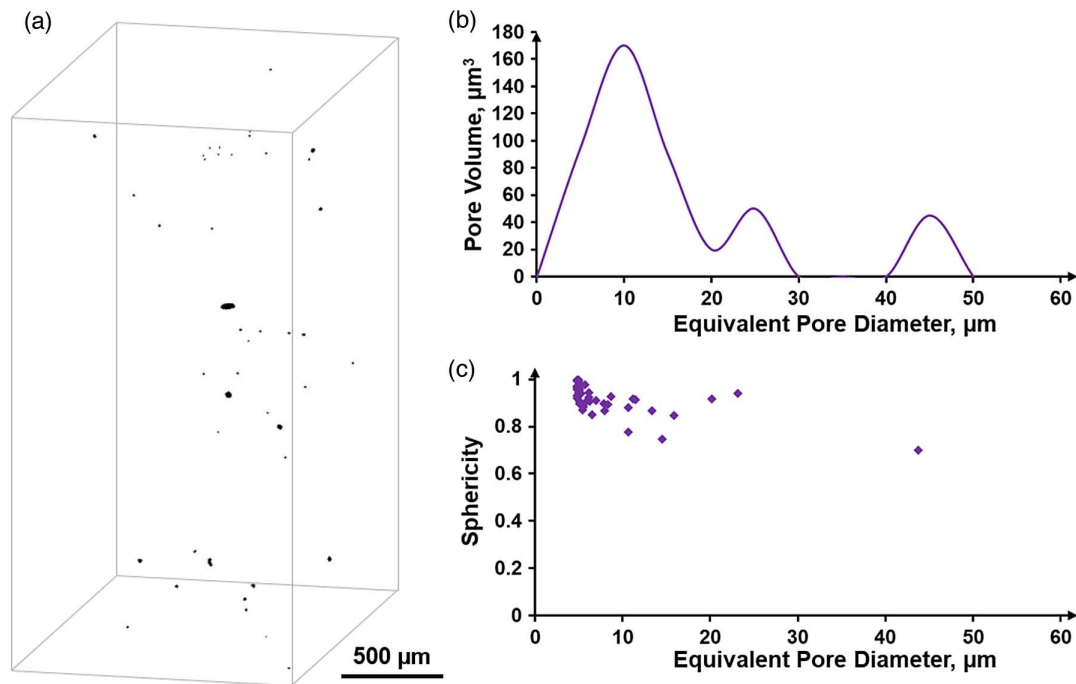 (a)
500 µm
(b)
Pore Volume, µm³
180
160
140
120
100
80
60
40
20
0
0 10 20 30 40 50 60
Equivalent Pore Diameter, µm
(c)
Sphericity
1
0.8
0.6
0.4
0.2
0
0 10 20 30 40 50 60
Equivalent Pore Diameter, µm